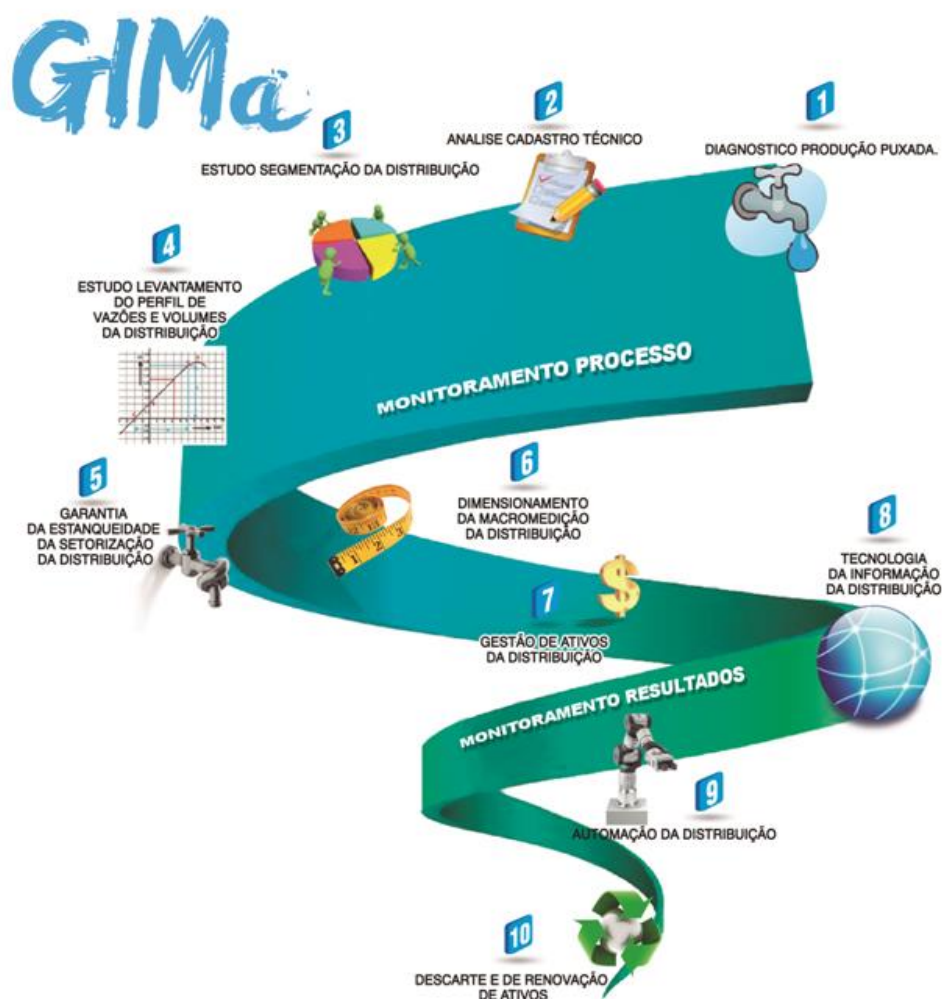 GIMa
1
DIAGNOSTICO PRODUÇÃO PUXADA.
2
ANALISE CADASTRO TÉCNICO
3
ESTUDO SEGMENTAÇÃO DA DISTRIBUIÇÃO
4
ESTUDO LEVANTAMENTO
DO PERFIL DE
VAZÕES E VOLUMES
DA DISTRIBUIÇÃO
MONITORAMENTO PROCESSO
5
GARANTIA
DA ESTANQUEIDADE
DA SETORIZAÇÃO
DA DISTRIBUIÇÃO
6
DIMENSIONAMENTO
DA MACROMEDIÇÃO
DA DISTRIBUIÇÃO
1 2 3
7
GESTÃO DE ATIVOS
DA DISTRIBUIÇÃO
$
8
TECNOLOGIA
DA INFORMAÇÃO
DA DISTRIBUIÇÃO
MONITORAMENTO RESULTADOS
9
AUTOMAÇÃO DA DISTRIBUIÇÃO
10
DESCARTE E DE RENOVAÇÃO
DE ATIVOS